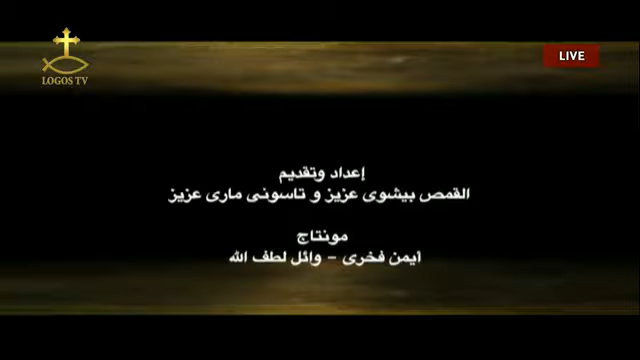 LOGOS TV
LIVE
إعداد وتقديم
القمص بيشوى عزيز و تاسونى مارى عزيز
مونتاج
أيمن فخرى - وائل لطف الله